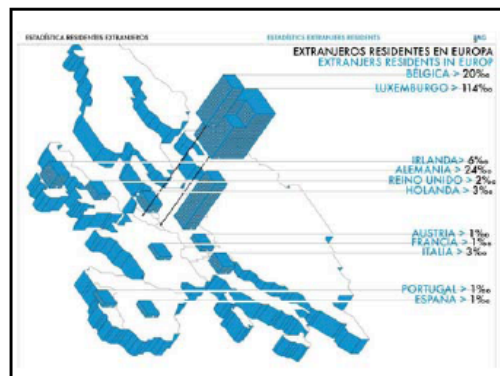 ESTADÍSTICA RESIDENTES EXTRANJEROS
ESTADÍSTICA EXTRANJERS RESIDENTS
EXTRANJEROS RESIDENTES EN EUROPA
EXTRANJERS RESIDENTS IN EUROP
BÉLGICA > 20‰
LUXEMBURGO > 114‰
IRLANDA> 6‰
ALEMANIA > 24‰
REINO UNIDO > 2‰
HOLANDA > 3‰
AUSTRIA > 1‰
FRANCIA > 1‰
ITALIA > 3‰
PORTUGAL > 1‰
ESPAÑA > 1‰